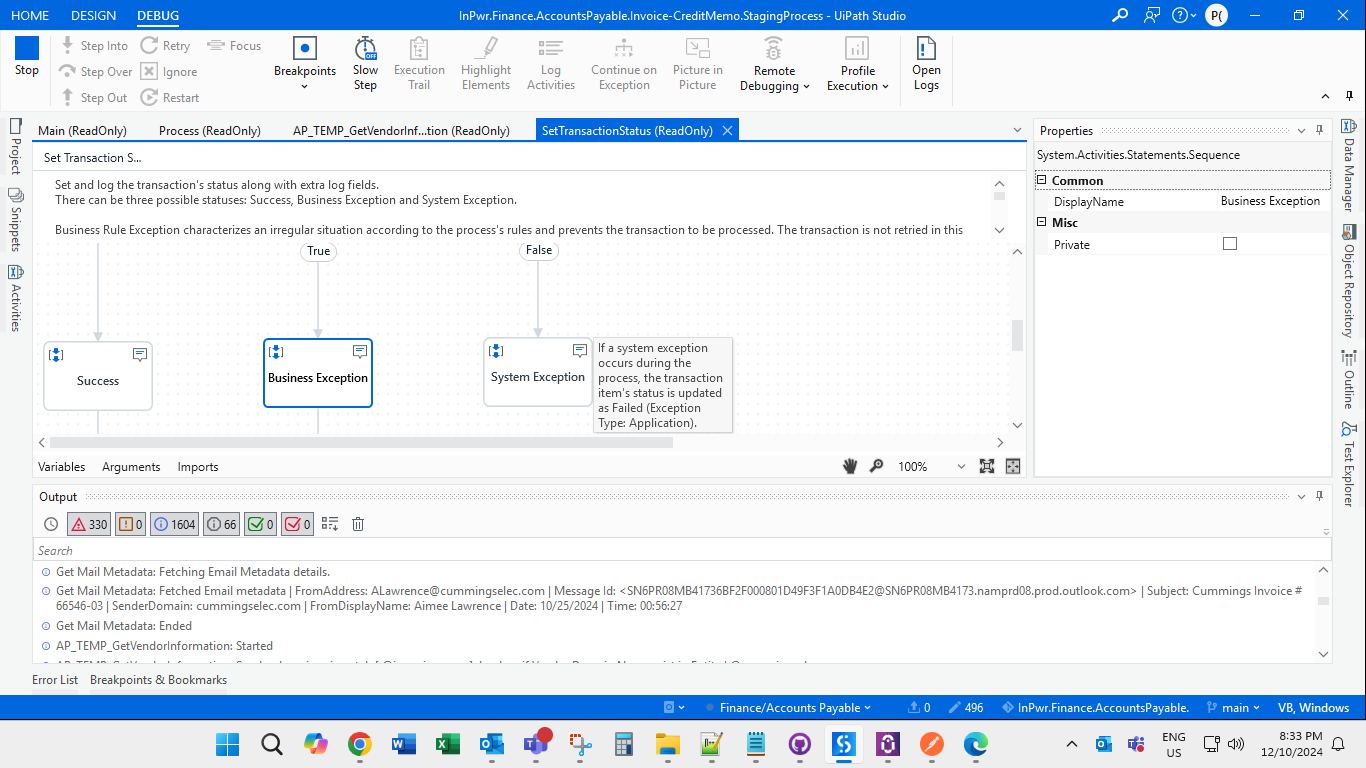 HOME DESIGN DEBUG
InPwr.Finance.AccountsPayable.Invoice-CreditMemo.StagingProcess - UiPath Studio
P(
Stop
Step Into
Step Over
Step Out
Retry
Ignore
Restart
Focus
Breakpoints
Slow
Step
Execution
Trail
Highlight
Elements
Log
Activities
Continue on
Exception
Picture in
Picture
Remote
Debugging
Profile
Execution
Open
Logs
Project
Snippets
Activities
Main (ReadOnly)
Process (ReadOnly)
AP_TEMP_GetVendorInf...tion (ReadOnly)
SetTransactionStatus (ReadOnly)
Set Transaction S...
Set and log the transaction's status along with extra log fields.
There can be three possible statuses: Success, Business Exception and System Exception.
Business Rule Exception characterizes an irregular situation according to the process's rules and prevents the transaction to be processed. The transaction is not retried in this
True
False
Success
Business Exception
System Exception
If a system exception
occurs during the
process, the transaction
item's status is updated
as Failed (Exception
Type: Application).
Variables Arguments Imports
100%
Properties
System.Activities.Statements.Sequence
Common
DisplayName Business Exception
Misc
Private
Data Manager
Object Repository
Outline
Test Explorer
Output
330 0 1604 66 0 0
Search
Get Mail Metadata: Fetching Email Metadata details.
Get Mail Metadata: Fetched Email metadata | FromAddress: ALawrence@cummingselec.com | Message Id: <SN6PR08MB41736BF2F000801D49F3F1A0DB4E2@SN6PR08MB4173.namprd08.prod.outlook.com> | Subject: Cummings Invoice #
66546-03 | SenderDomain: cummingselec.com | FromDisplayName: Aimee Lawrence | Date: 10/25/2024 | Time: 00:56:27
Get Mail Metadata: Ended
AP_TEMP_GetVendorInformation: Started
Error List Breakpoints & Bookmarks
Finance/Accounts Payable
0
496
InPwr.Finance.AccountsPayable.
main
VB, Windows
ENG
US
8:33 PM
12/10/2024